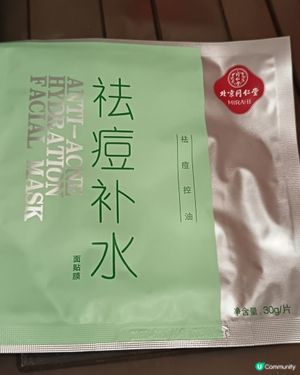 ANTI-ACNE
HYDRATION
FACIAL MASK
祛痘补水
面贴膜
祛痘控油
北京同仁堂
净含量:30g/片
U Community